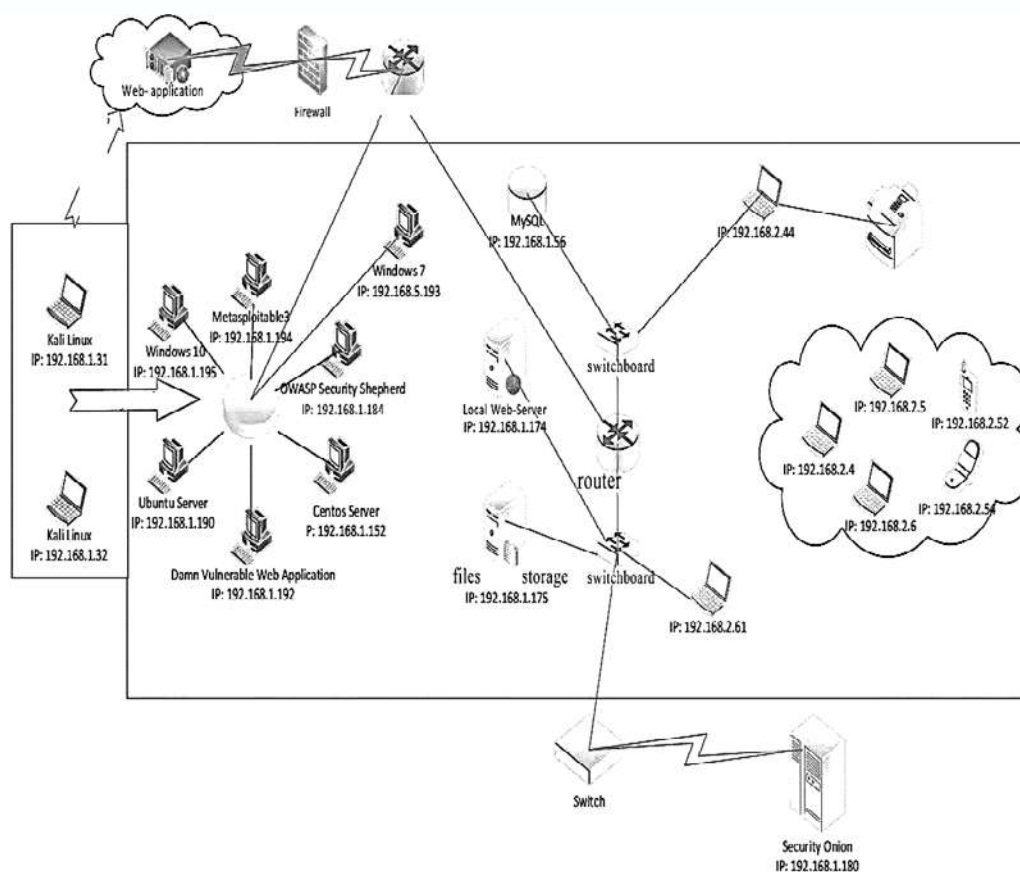 Web- application
Firewall
MySQL
IP: 192.168.1.56
IP: 192.168.2.44
Windows 7
IP: 192.168.5.193
Kali Linux
IP: 192.168.1.31
Metasploitable3
IP: 192.168.1.194
Windows 10
IP: 192.168.1.195
OWASP Security Shepherd
IP: 192.168.1.184
switchboard
Local Web-Server
IP: 192.168.1.174
IP: 192.168.2.5
IP: 192.168.2.52
IP: 192.168.2.4
IP: 192.168.2.6
IP: 192.168.2.54
router
Ubuntu Server
IP: 192.168.1.190
Centos Server
P: 192.168.1.152
Kali Linux
IP: 192.168.1.32
Damn Vulnerable Web Application
IP: 192.168.1.192
files storage
IP: 192.168.1.175
switchboard
IP: 192.168.2.61
Switch
Security Onion
IP: 192.168.1.180